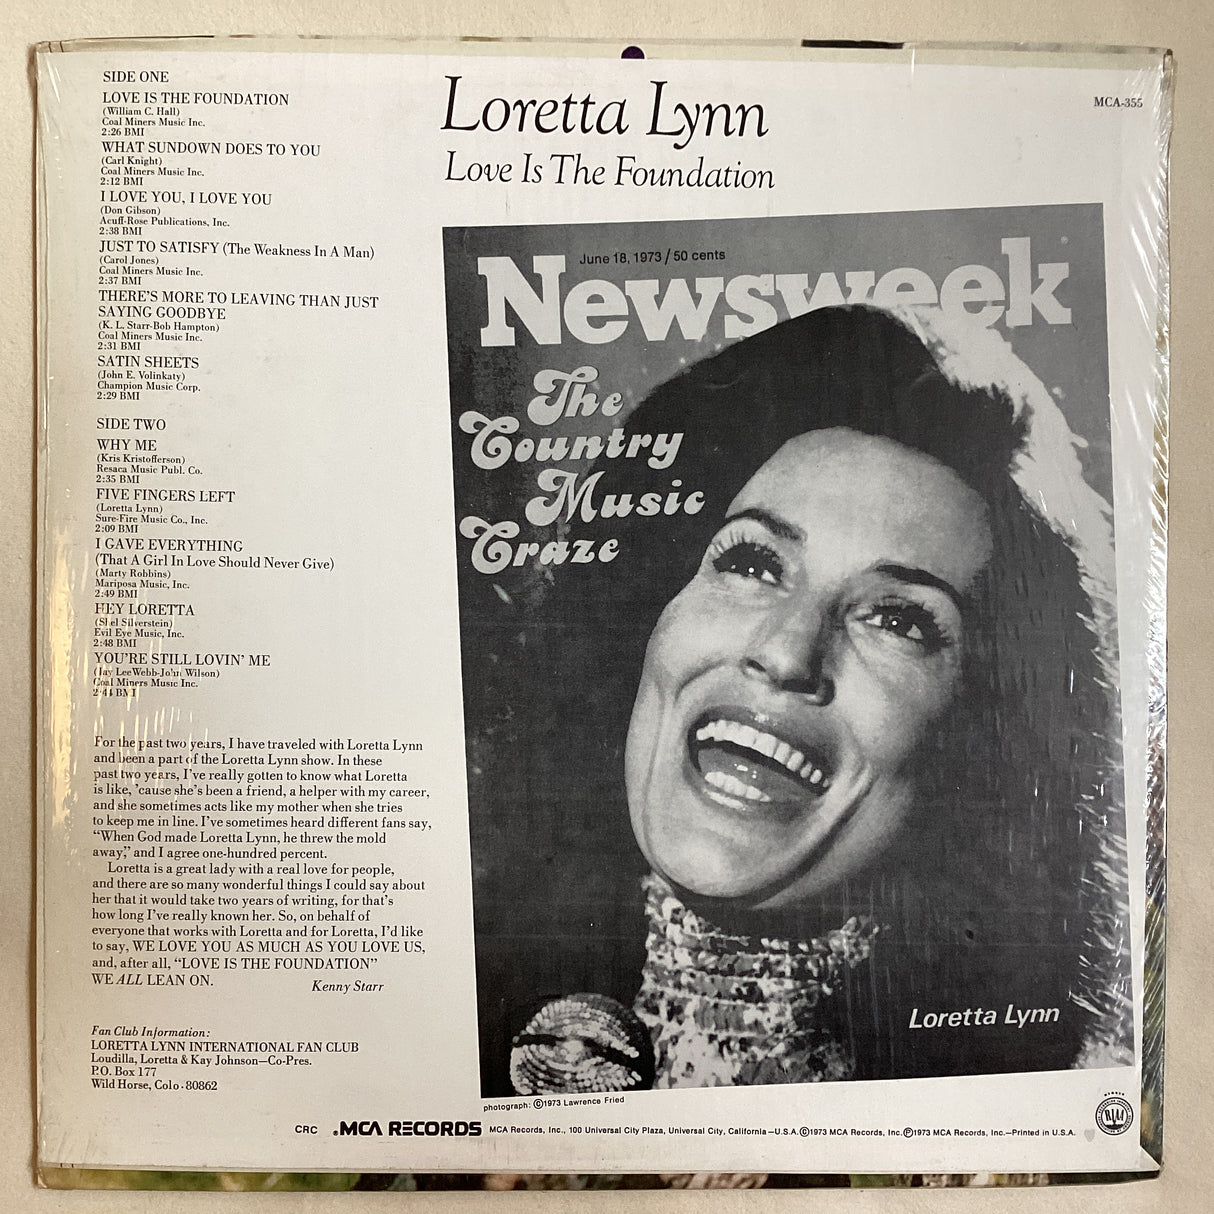 SIDE ONE
LOVE IS THE FOUNDATION
(William C. Hall)
Coal Miners Music Inc.
2:26 BMI
WHAT SUNDOWN DOES TO YOU
(Carl Knight)
Coal Miners Music Inc.
2:12 BMI
I LOVE YOU, I LOVE YOU
(Don Gibson)
Acuff-Rose Publications, Inc.
2:38 BMI
JUST TO SATISFY (The Weakness In A Man)
(Carol Jones)
Coal Miners Music Inc.
2:37 BMI
THERE'S MORE TO LEAVING THAN JUST
SAYING GOODBYE
(K. L. Starr-Bob Hampton)
Coal Miners Music Inc.
2:31 BMI
SATIN SHEETS
(John E. Volinkaty)
Champion Music Corp.
2:29 BMI
SIDE TWO
WHY ME
(Kris Kristofferson)
Resaca Music Publ. Co.
2:35 BMI
FIVE FINGERS LEFT
(Loretta Lynn)
Sure-Fire Music Co., Inc.
2:09 BMI
I GAVE EVERYTHING
(That A Girl In Love Should Never Give)
(Marty Robbins)
Mariposa Music, Inc.
2:49 BMI
HEY LORETTA
(Shel Silverstein)
Evil Eye Music, Inc.
2:48 BMI
YOU'RE STILL LOVIN' ME
(Jay Lee Webb-John Wilson)
Coal Miners Music Inc.
2:44 BMI
For the past two years, I have traveled with Loretta Lynn
and been a part of the Loretta Lynn show. In these
past two years, I've really gotten to know what Loretta
is like, 'cause she's been a friend, a helper with my career,
and she sometimes acts like my mother when she tries
to keep me in line. I've sometimes heard different fans say,
"When God made Loretta Lynn, he threw the mold
away," and I agree one-hundred percent.
Loretta is a great lady with a real love for people,
and there are so many wonderful things I could say about
her that it would take two years of writing, for that's
how long I've really known her. So, on behalf of
everyone that works with Loretta and for Loretta, I'd like
to say, WE LOVE YOU AS MUCH AS YOU LOVE US,
and, after all, "LOVE IS THE FOUNDATION"
WE ALL LEAN ON.
Kenny Starr
Fan Club Information:
LORETTA LYNN INTERNATIONAL FAN CLUB
Loudilla, Loretta & Kay Johnson—Co-Pres.
P.O. Box 177
Wild Horse, Colo. 80862
Loretta Lynn
Love Is The Foundation
MCA-355
June 18, 1973 / 50 cents
Newsweek
The
Country
Music
Craze
Loretta Lynn
photograph: ©1973 Lawrence Fried
CRC MCA RECORDS MCA Records, Inc., 100 Universal City Plaza, Universal City, California—U.S.A. ©1973 MCA Records, Inc. ℗1973 MCA Records, Inc.—Printed in U.S.A.
RIAA